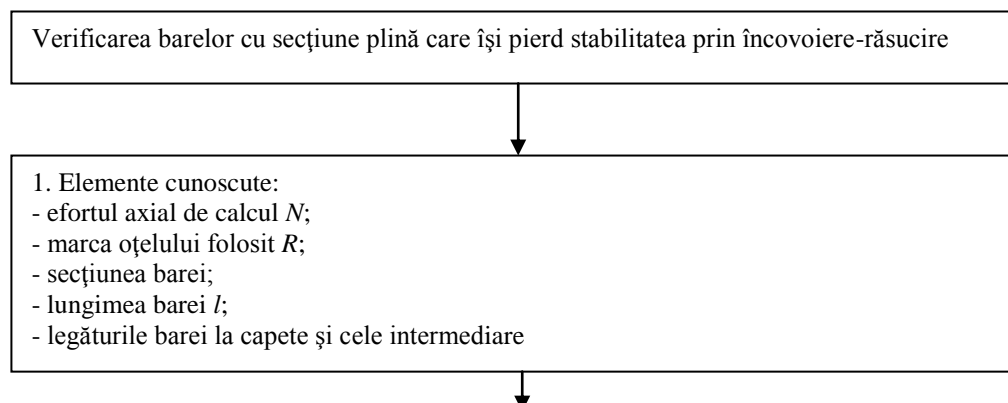 Verificarea barelor cu secţiune plină care îşi pierd stabilitatea prin încovoiere-răsucire
1. Elemente cunoscute:
- efortul axial de calcul N;
- marca oţelului folosit R;
- secţiunea barei;
- lungimea barei l;
- legăturile barei la capete şi cele intermediare